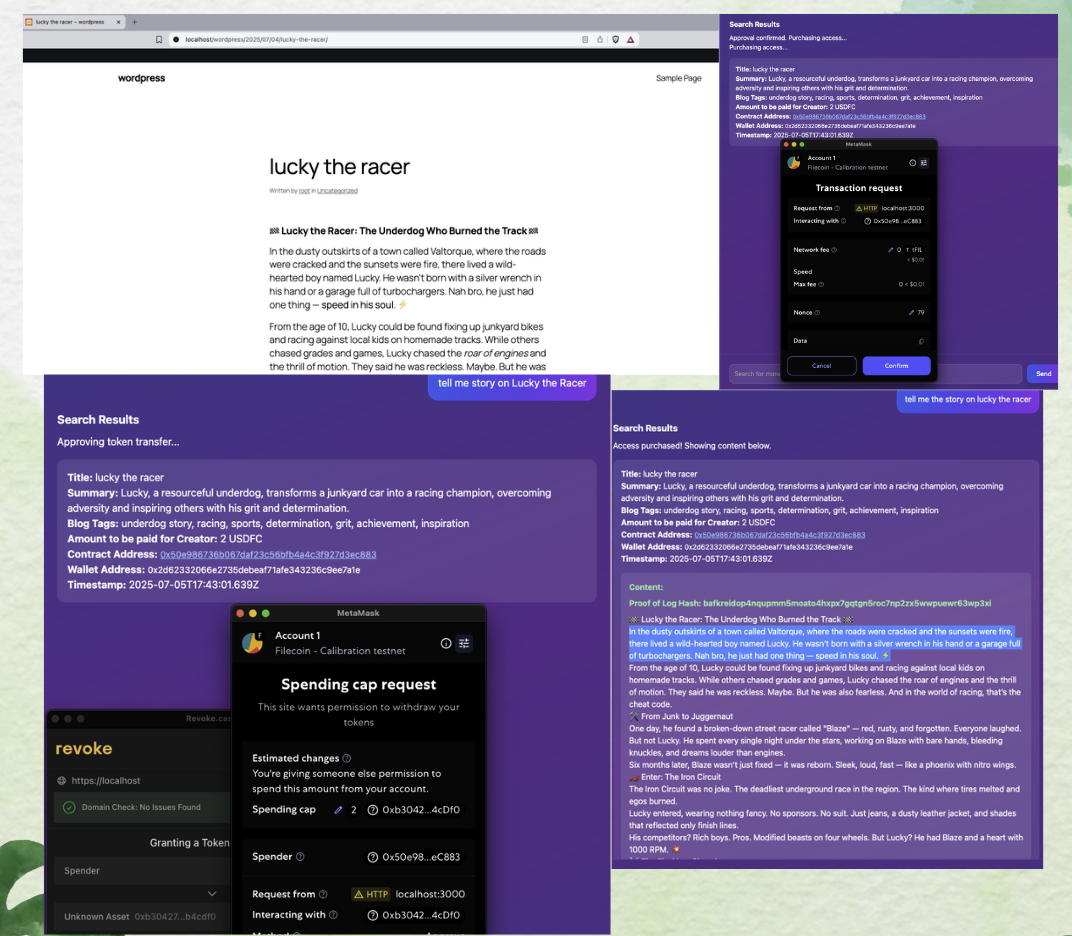 lucky the racer – wordpress
localhost/wordpress/2025/07/04/lucky-the-racer/
wordpress
Sample Page
lucky the racer
Written by root in Uncategorized
🏁 Lucky the Racer: The Underdog Who Burned the Track 🏁
In the dusty outskirts of a town called Valtorque, where the roads
were cracked and the sunsets were fire, there lived a wild-
hearted boy named Lucky. He wasn't born with a silver wrench in
his hand or a garage full of turbochargers. Nah bro, he just had
one thing — speed in his soul. ⚡
From the age of 10, Lucky could be found fixing up junkyard bikes
and racing against local kids on homemade tracks. While others
chased grades and games, Lucky chased the roar of engines and
the thrill of motion. They said he was reckless. Maybe. But he was
Search Results
Approval confirmed. Purchasing access...
Purchasing access...
Title: lucky the racer
Summary: Lucky, a resourceful underdog, transforms a junkyard car into a racing champion, overcoming
adversity and inspiring others with his grit and determination.
Blog Tags: underdog story, racing, sports, determination, grit, achievement, inspiration
Amount to be paid for Creator: 2 USDFC
Contract Address: 0x50e986736b067daf23c56bfb4a4c3f927d3ec883
Wallet Address: 0x2d62332066e2735debeaf71afe343236c9ee7a1e
Timestamp: 2025-07-05T17:43:01.639Z
MetaMask
Account 1
Filecoin - Calibration testnet
Transaction request
Request from HTTP localhost:3000
Interacting with 0x50e98...eC883
Network fee 0 tFIL
< $0.01
Speed
Max fee 0 < $0.01
Nonce 79
Data
Cancel
Confirm
Search for more
Send
tell me story on Lucky the Racer
Search Results
Approving token transfer...
Title: lucky the racer
Summary: Lucky, a resourceful underdog, transforms a junkyard car into a racing champion, overcoming
adversity and inspiring others with his grit and determination.
Blog Tags: underdog story, racing, sports, determination, grit, achievement, inspiration
Amount to be paid for Creator: 2 USDFC
Contract Address: 0x50e986736b067daf23c56bfb4a4c3f927d3ec883
Wallet Address: 0x2d62332066e2735debeaf71afe343236c9ee7a1e
Timestamp: 2025-07-05T17:43:01.639Z
Revoke.cas
revoke
https://localhost
Domain Check: No Issues Found
Granting a Token
Spender
Unknown Asset 0xb30427...b4cdf0
MetaMask
Account 1
Filecoin - Calibration testnet
Spending cap request
This site wants permission to withdraw your
tokens
Estimated changes
You're giving someone else permission to
spend this amount from your account.
Spending cap 2 0xb3042...4cDf0
Spender 0x50e98...eC883
Request from HTTP localhost:3000
Interacting with 0xb3042...4cDf0
tell me the story on lucky the racer
Search Results
Access purchased! Showing content below.
Title: lucky the racer
Summary: Lucky, a resourceful underdog, transforms a junkyard car into a racing champion, overcoming
adversity and inspiring others with his grit and determination.
Blog Tags: underdog story, racing, sports, determination, grit, achievement, inspiration
Amount to be paid for Creator: 2 USDFC
Contract Address: 0x50e986736b067daf23c56bfb4a4c3f927d3ec883
Wallet Address: 0x2d62332066e2735debeaf71afe343236c9ee7a1e
Timestamp: 2025-07-05T17:43:01.639Z
Content:
Proof of Log Hash: bafkreidop4nqupmm5moato4hxpx7gqtgn5roc7np2zx5wwpuewr63wp3xi
🏁 Lucky the Racer: The Underdog Who Burned the Track 🏁
In the dusty outskirts of a town called Valtorque, where the roads were cracked and the sunsets were fire,
there lived a wild-hearted boy named Lucky. He wasn't born with a silver wrench in his hand or a garage full
of turbochargers. Nah bro, he just had one thing — speed in his soul. ⚡
From the age of 10, Lucky could be found fixing up junkyard bikes and racing against local kids on
homemade tracks. While others chased grades and games, Lucky chased the roar of engines and the thrill
of motion. They said he was reckless. Maybe. But he was also fearless. And in the world of racing, that's the
cheat code.
From Junk to Juggernaut
One day, he found a broken-down street racer called "Blaze" — red, rusty, and forgotten. Everyone laughed.
But not Lucky. He spent every single night under the stars, working on Blaze with bare hands, bleeding
knuckles, and dreams louder than engines.
Six months later, Blaze wasn't just fixed — it was reborn. Sleek, loud, fast — like a phoenix with nitro wings.
Enter: The Iron Circuit
The Iron Circuit was no joke. The deadliest underground race in the region. The kind where tires melted and
egos burned.
Lucky entered, wearing nothing fancy. No sponsors. No suit. Just jeans, a dusty leather jacket, and shades
that reflected only finish lines.
His competitors? Rich boys. Pros. Modified beasts on four wheels. But Lucky? He had Blaze and a heart with
1000 RPM. 💥